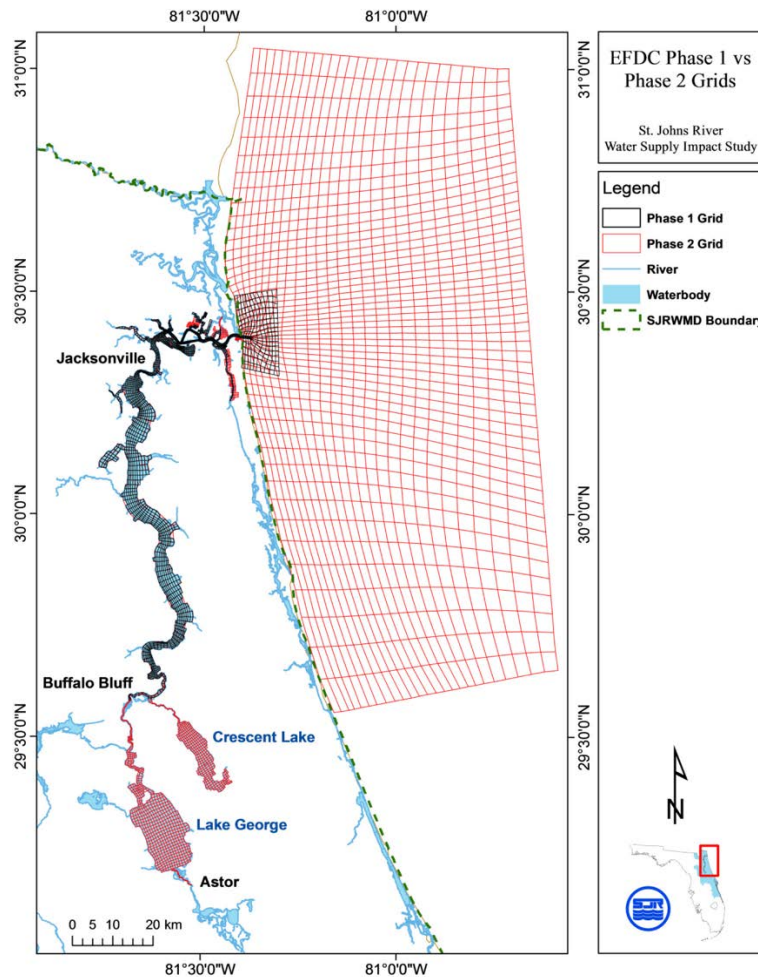 81°30'0"W
81°0'0"W
EFDC Phase 1 vs
Phase 2 Grids
St. Johns River
Water Supply Impact Study
Legend
Phase 1 Grid
Phase 2 Grid
River
Waterbody
SJRWMD Boundary
31°0'0"N
31°0'0"N
30°30'0"N
30°30'0"N
Jacksonville
30°0'0"N
30°0'0"N
Buffalo Bluff
Crescent Lake
29°30'0"N
29°30'0"N
Lake George
Astor
0 5 10 20 km
N
SJR
81°30'0"W
81°0'0"W